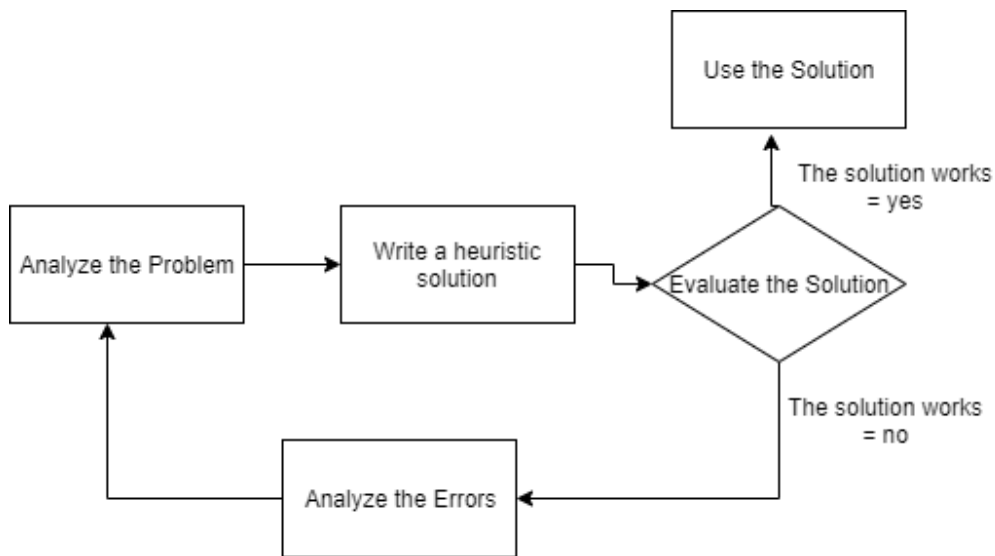 Use the Solution
The solution works
= yes
Analyze the Problem
Write a heuristic
solution
Evaluate the Solution
The solution works
= no
Analyze the Errors